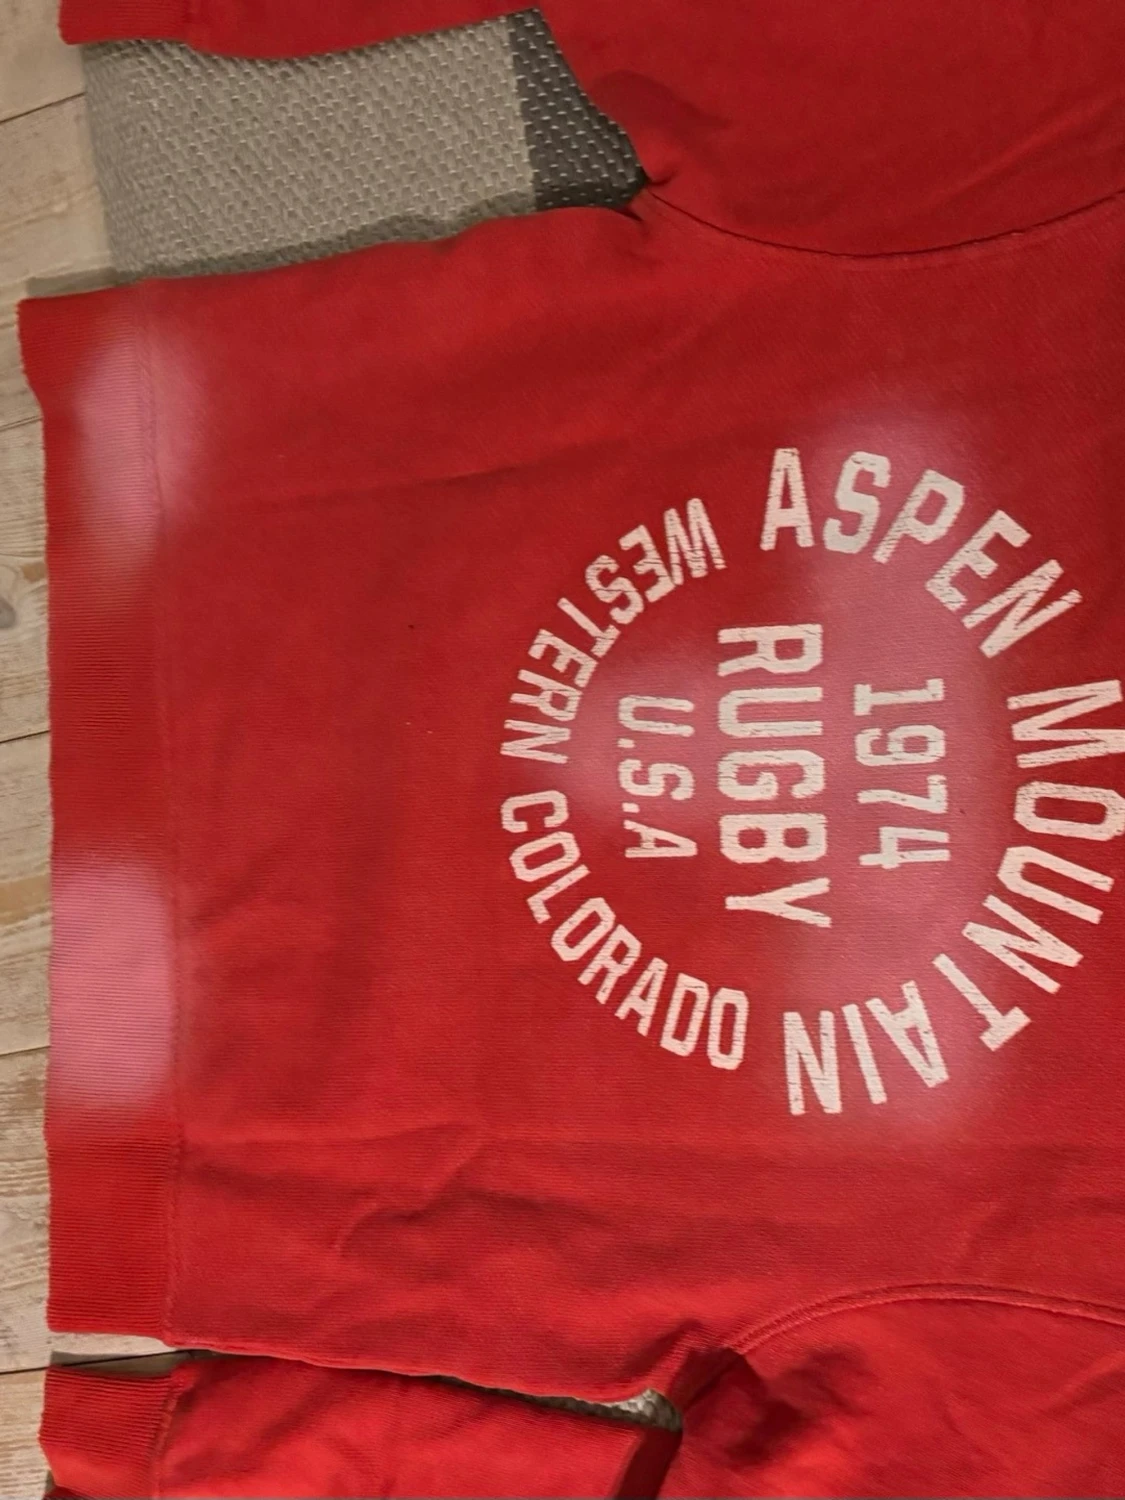 ASPEN MOUNTAIN
1974
RUGBY
U.S.A
WESTERN COLORADO